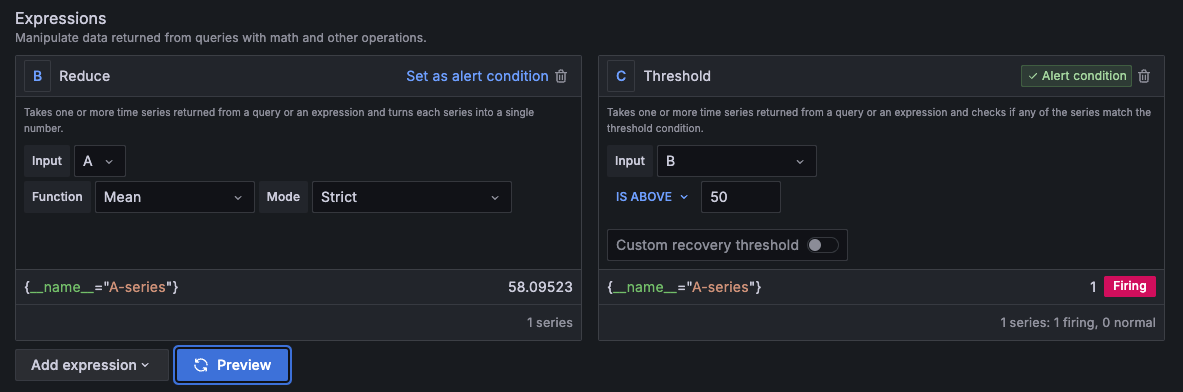 Expressions
Manipulate data returned from queries with math and other operations.
B Reduce Set as alert condition
Takes one or more time series returned from a query or an expression and turns each series into a single
number.
Input A
Function Mean Mode Strict
{__name__="A-series"} 58.09523
1 series
C Threshold Alert condition
Takes one or more time series returned from a query or an expression and checks if any of the series match the
threshold condition.
Input B
IS ABOVE 50
Custom recovery threshold
{__name__="A-series"} 1 Firing
1 series: 1 firing, 0 normal
Add expression Preview